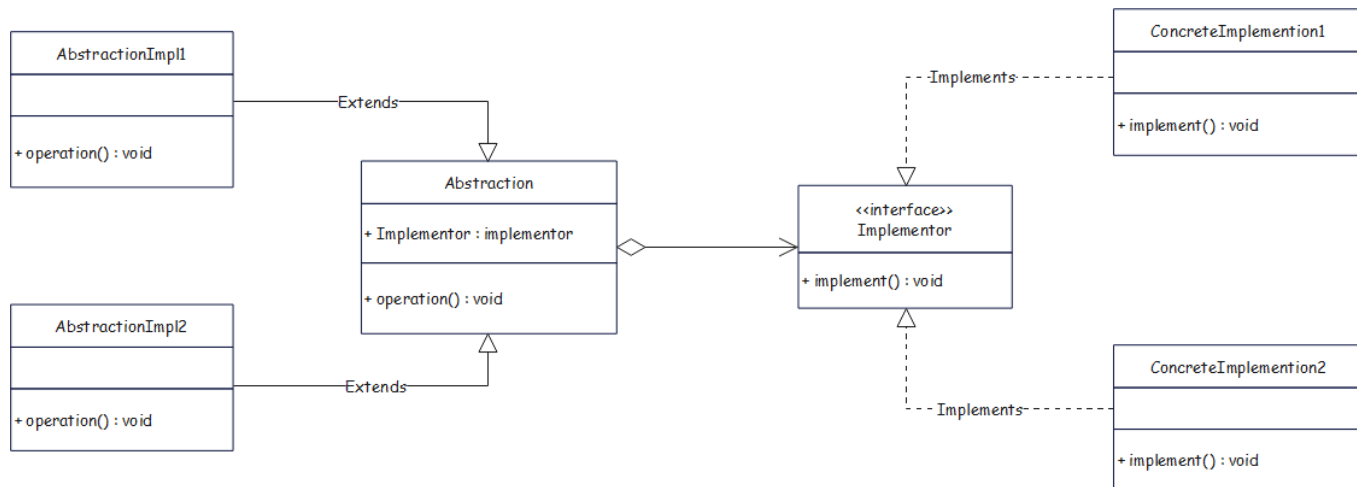 AbstractionImpl1
+ operation() : void
Extends
AbstractionImpl2
+ operation() : void
Extends
Abstraction
+ Implementor : implementor
+ operation() : void
<<interface>>
Implementor
+ implement() : void
ConcreteImplemention1
+ implement() : void
Implements
ConcreteImplemention2
+ implement() : void
Implements